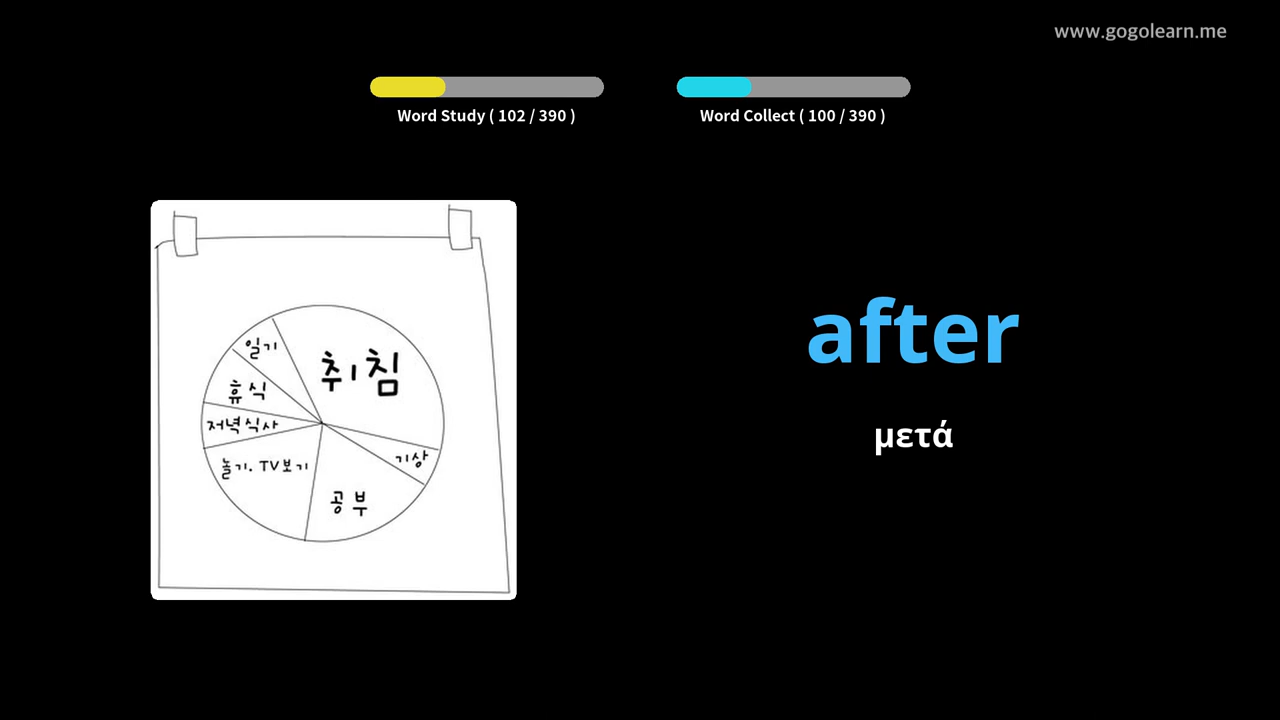 www.gogolearn.me
Word Study ( 102 / 390 )
Word Collect ( 100 / 390 )
일기
취침
휴식
저녁식사
놀기. TV보기
기상
공부
after
μετά